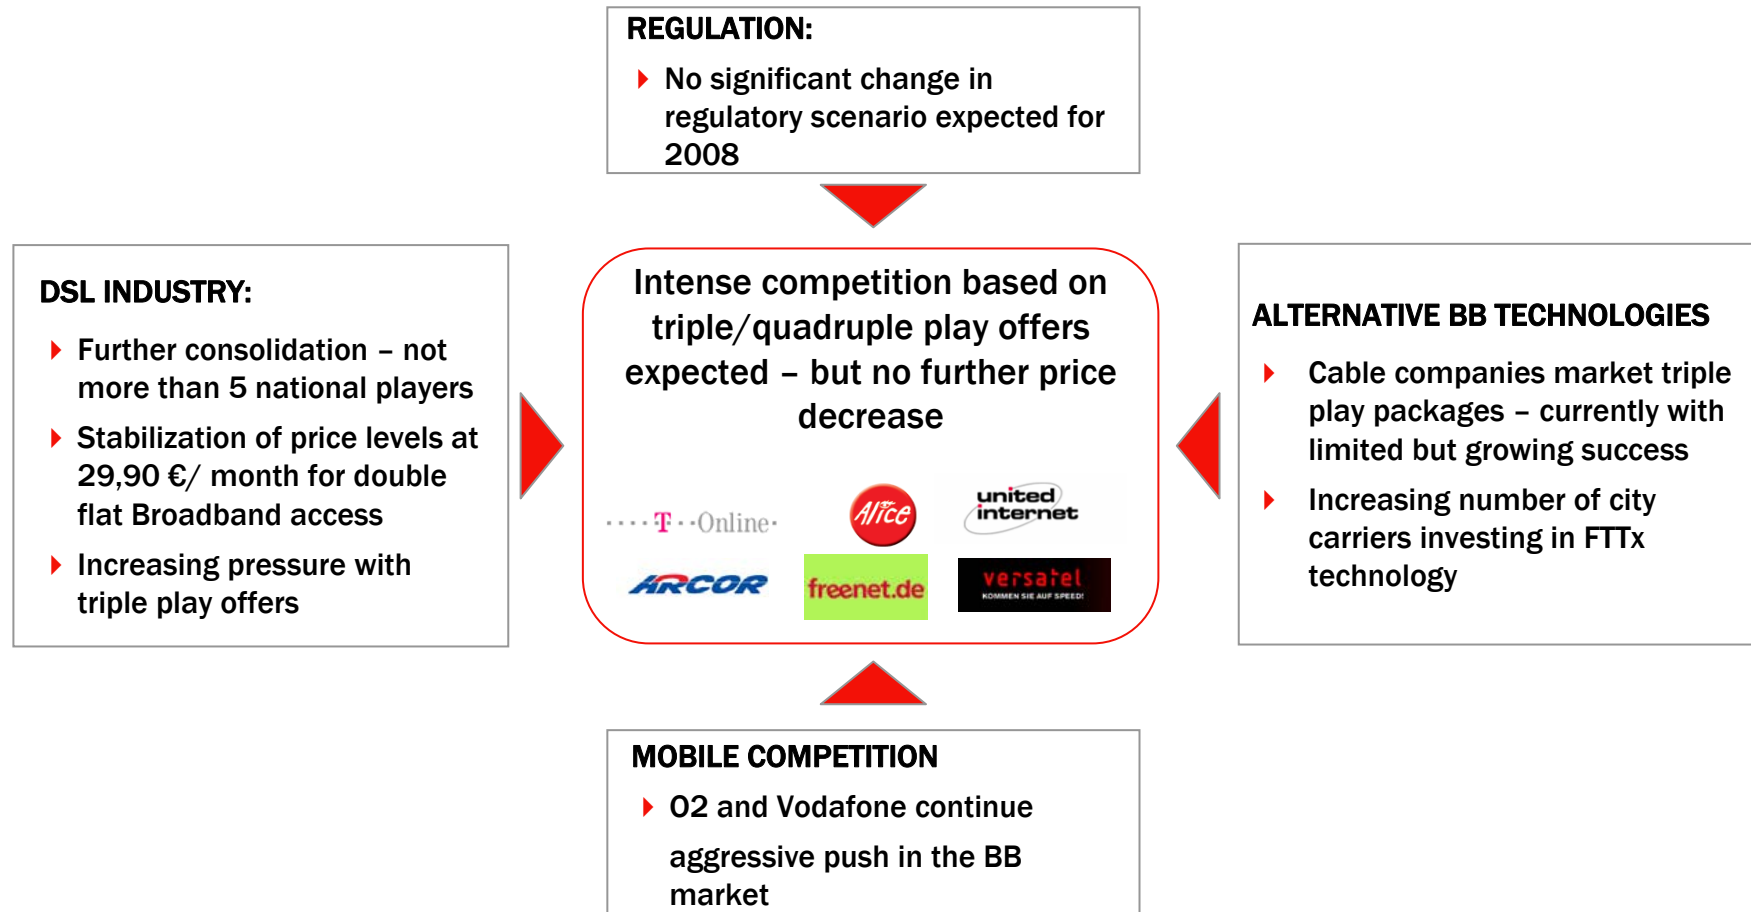 REGULATION:
No significant change in
regulatory scenario expected for
2008
DSL INDUSTRY:
Further consolidation – not
more than 5 national players
Stabilization of price levels at
29,90 €/ month for double
flat Broadband access
Increasing pressure with
triple play offers
Intense competition based on
triple/quadruple play offers
expected – but no further price
decrease
····T··Online·
Alice
united
internet
ARCOR
freenet.de
versatel
KOMMEN SIE AUF SPEED!
ALTERNATIVE BB TECHNOLOGIES
Cable companies market triple
play packages – currently with
limited but growing success
Increasing number of city
carriers investing in FTTx
technology
MOBILE COMPETITION
O2 and Vodafone continue
aggressive push in the BB
market